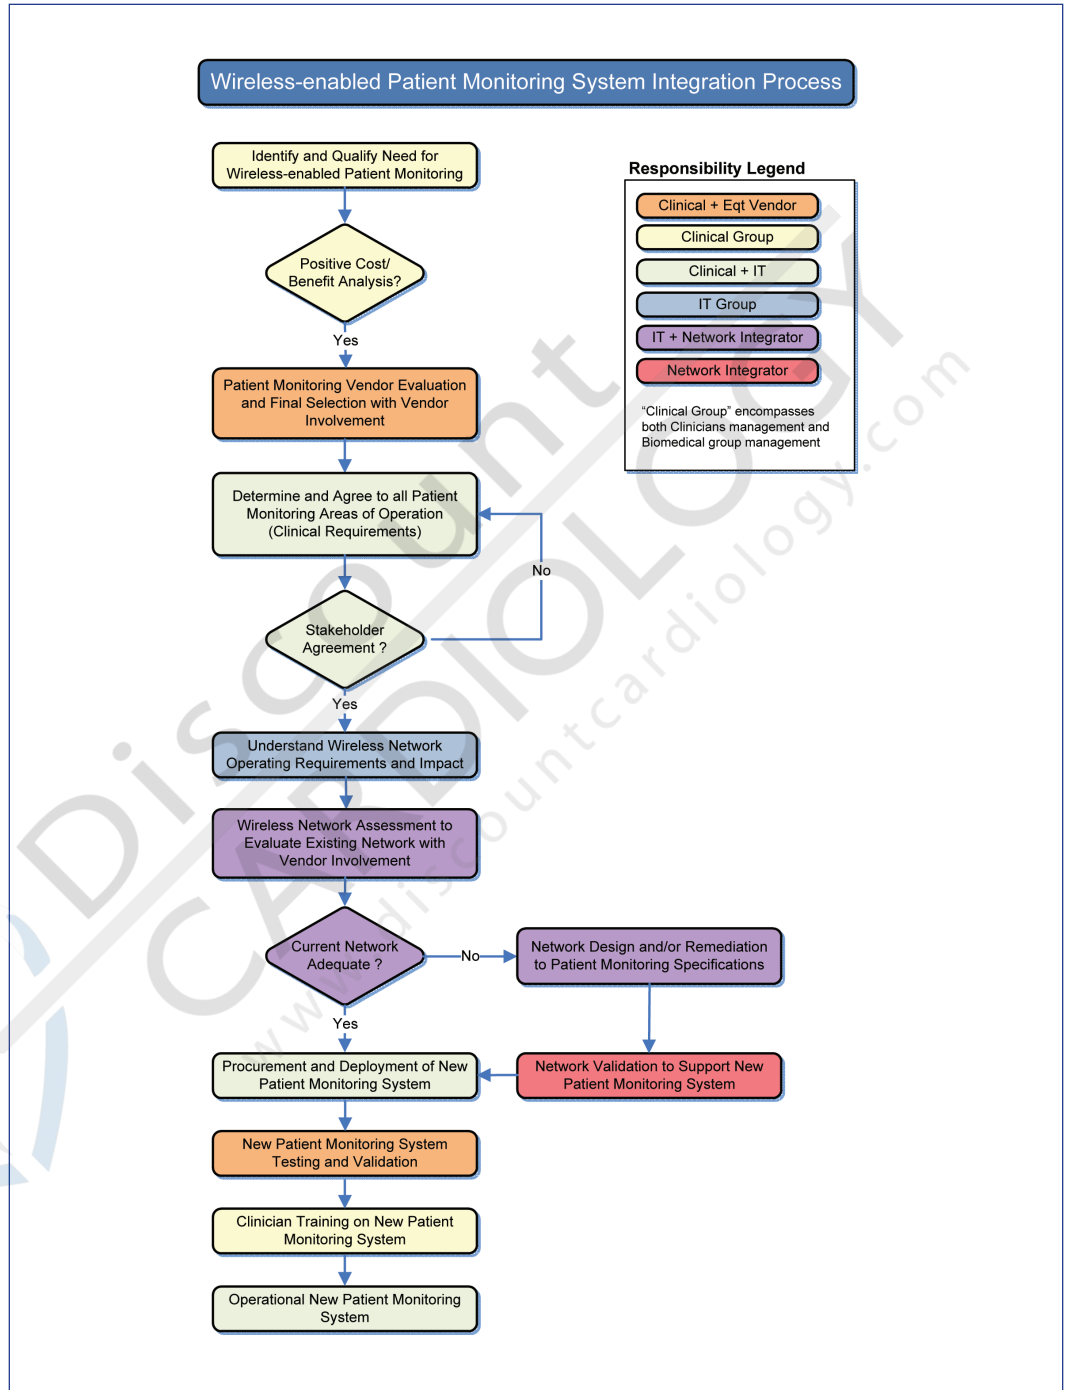 Wireless-enabled Patient Monitoring System Integration Process
Identify and Qualify Need for
Wireless-enabled Patient Monitoring
Positive Cost/
Benefit Analysis?
Yes
Patient Monitoring Vendor Evaluation
and Final Selection with Vendor
Involvement
Determine and Agree to all Patient
Monitoring Areas of Operation
(Clinical Requirements)
No
Stakeholder
Agreement ?
Yes
Understand Wireless Network
Operating Requirements and Impact
Wireless Network Assessment to
Evaluate Existing Network with
Vendor Involvement
Current Network
Adequate ?
No
Network Design and/or Remediation
to Patient Monitoring Specifications
Yes
Procurement and Deployment of New
Patient Monitoring System
Network Validation to Support New
Patient Monitoring System
New Patient Monitoring System
Testing and Validation
Clinician Training on New Patient
Monitoring System
Operational New Patient Monitoring
System
Responsibility Legend
Clinical + Eqt Vendor
Clinical Group
Clinical + IT
IT Group
IT + Network Integrator
Network Integrator
“Clinical Group” encompasses
both Clinicians management and
Biomedical group management
Discount
CARDIOLOGY
www.discountcardiology.com